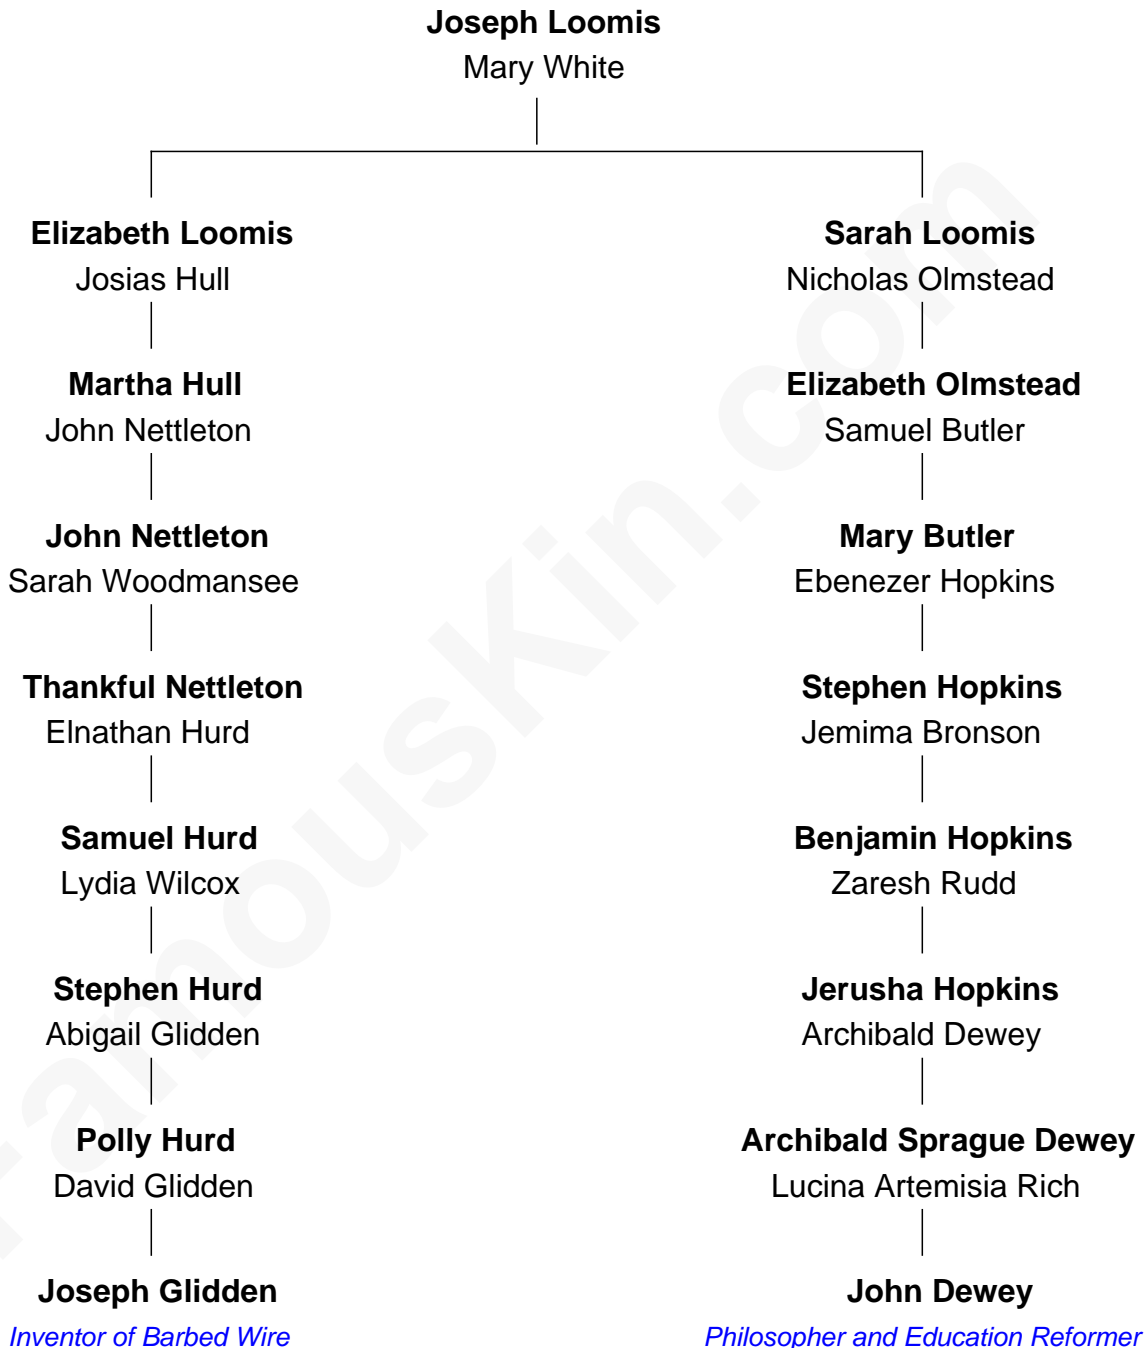 Joseph Loomis
Mary White
Elizabeth Loomis
Josias Hull
Sarah Loomis
Nicholas Olmstead
Martha Hull
John Nettleton
Elizabeth Olmstead
Samuel Butler
John Nettleton
Sarah Woodmansee
Mary Butler
Ebenezer Hopkins
Thankful Nettleton
Elnathan Hurd
Stephen Hopkins
Jemima Bronson
Samuel Hurd
Lydia Wilcox
Benjamin Hopkins
Zaresh Rudd
Stephen Hurd
Abigail Glidden
Jerusha Hopkins
Archibald Dewey
Polly Hurd
David Glidden
Archibald Sprague Dewey
Lucina Artemisia Rich
Joseph Glidden
Inventor of Barbed Wire
John Dewey
Philosopher and Education Reformer
FamousKin.com